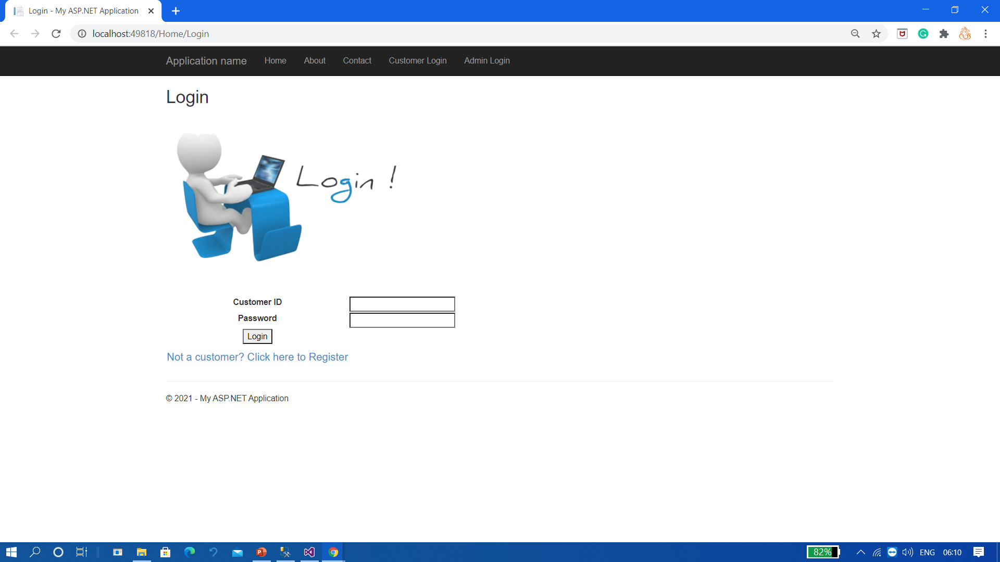 Login - My ASP.NET Application
localhost:49818/Home/Login
Application name Home About Contact Customer Login Admin Login
Login
Login !
Customer ID
Password
Login
Not a customer? Click here to Register
© 2021 - My ASP.NET Application
82% ENG 06:10